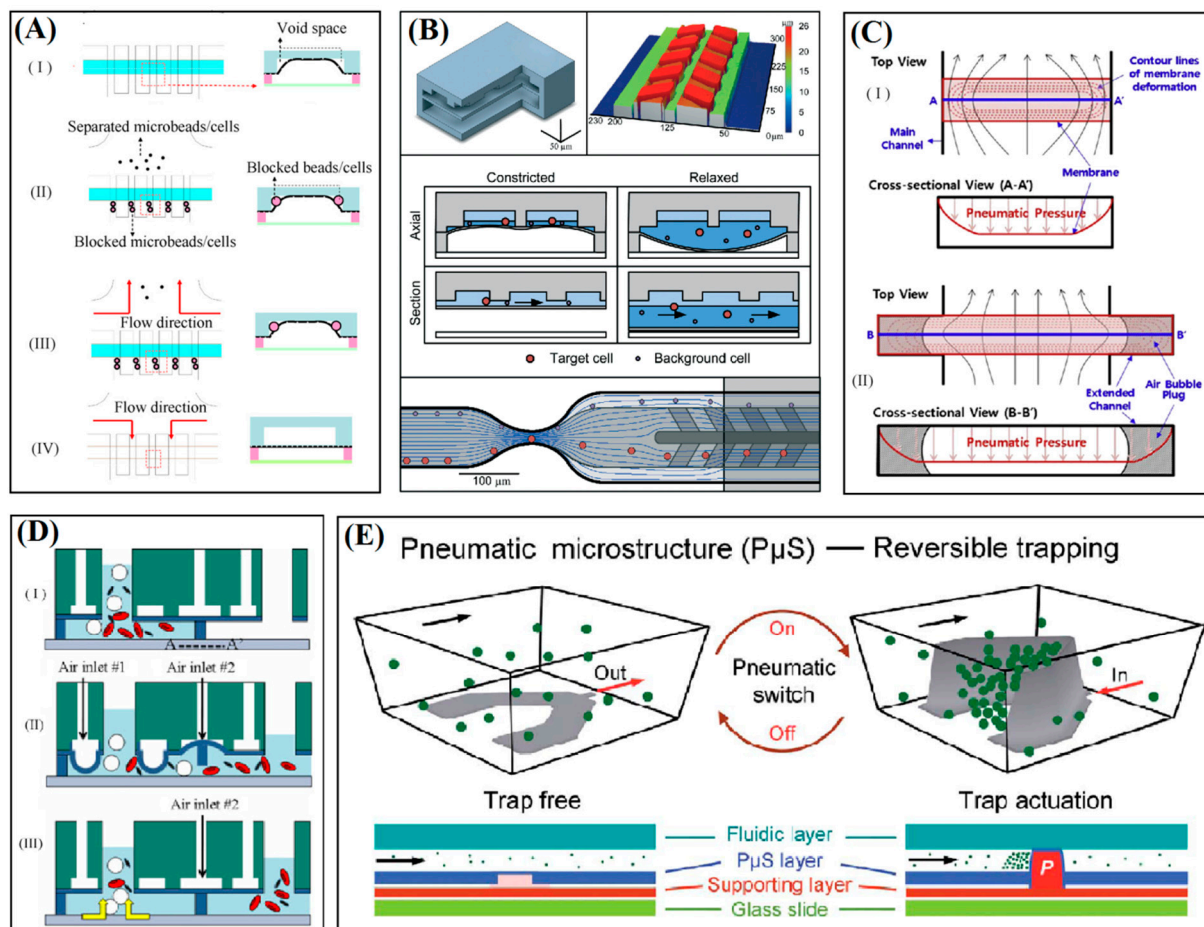 (A)
(I)
Void space
Separated microbeads/cells
(II)
Blocked beads/cells
Blocked microbeads/cells
Flow direction
(III)
Flow direction
(IV)
(B)
50 µm
µm
26
25
20
15
10
5
0µm
300
225
150
75
230
200
125
50
Constricted
Relaxed
Axial
Section
Target cell
Background cell
100 µm
(C)
Top View
(I)
Contour lines
of membrane
deformation
A
A'
Main
Channel
Membrane
Cross-sectional View (A-A')
Pneumatic Pressure
Top View
B
B'
(II)
Extended
Channel
Air Bubble
Plug
Cross-sectional View (B-B')
Pneumatic Pressure
(D)
(I)
A
A'
Air inlet #1
Air inlet #2
(II)
Air inlet #2
(III)
(E)
Pneumatic microstructure (PµS) — Reversible trapping
Out
On
Pneumatic
switch
Off
In
Trap free
Trap actuation
Fluidic layer
PµS layer
Supporting layer
Glass slide
P